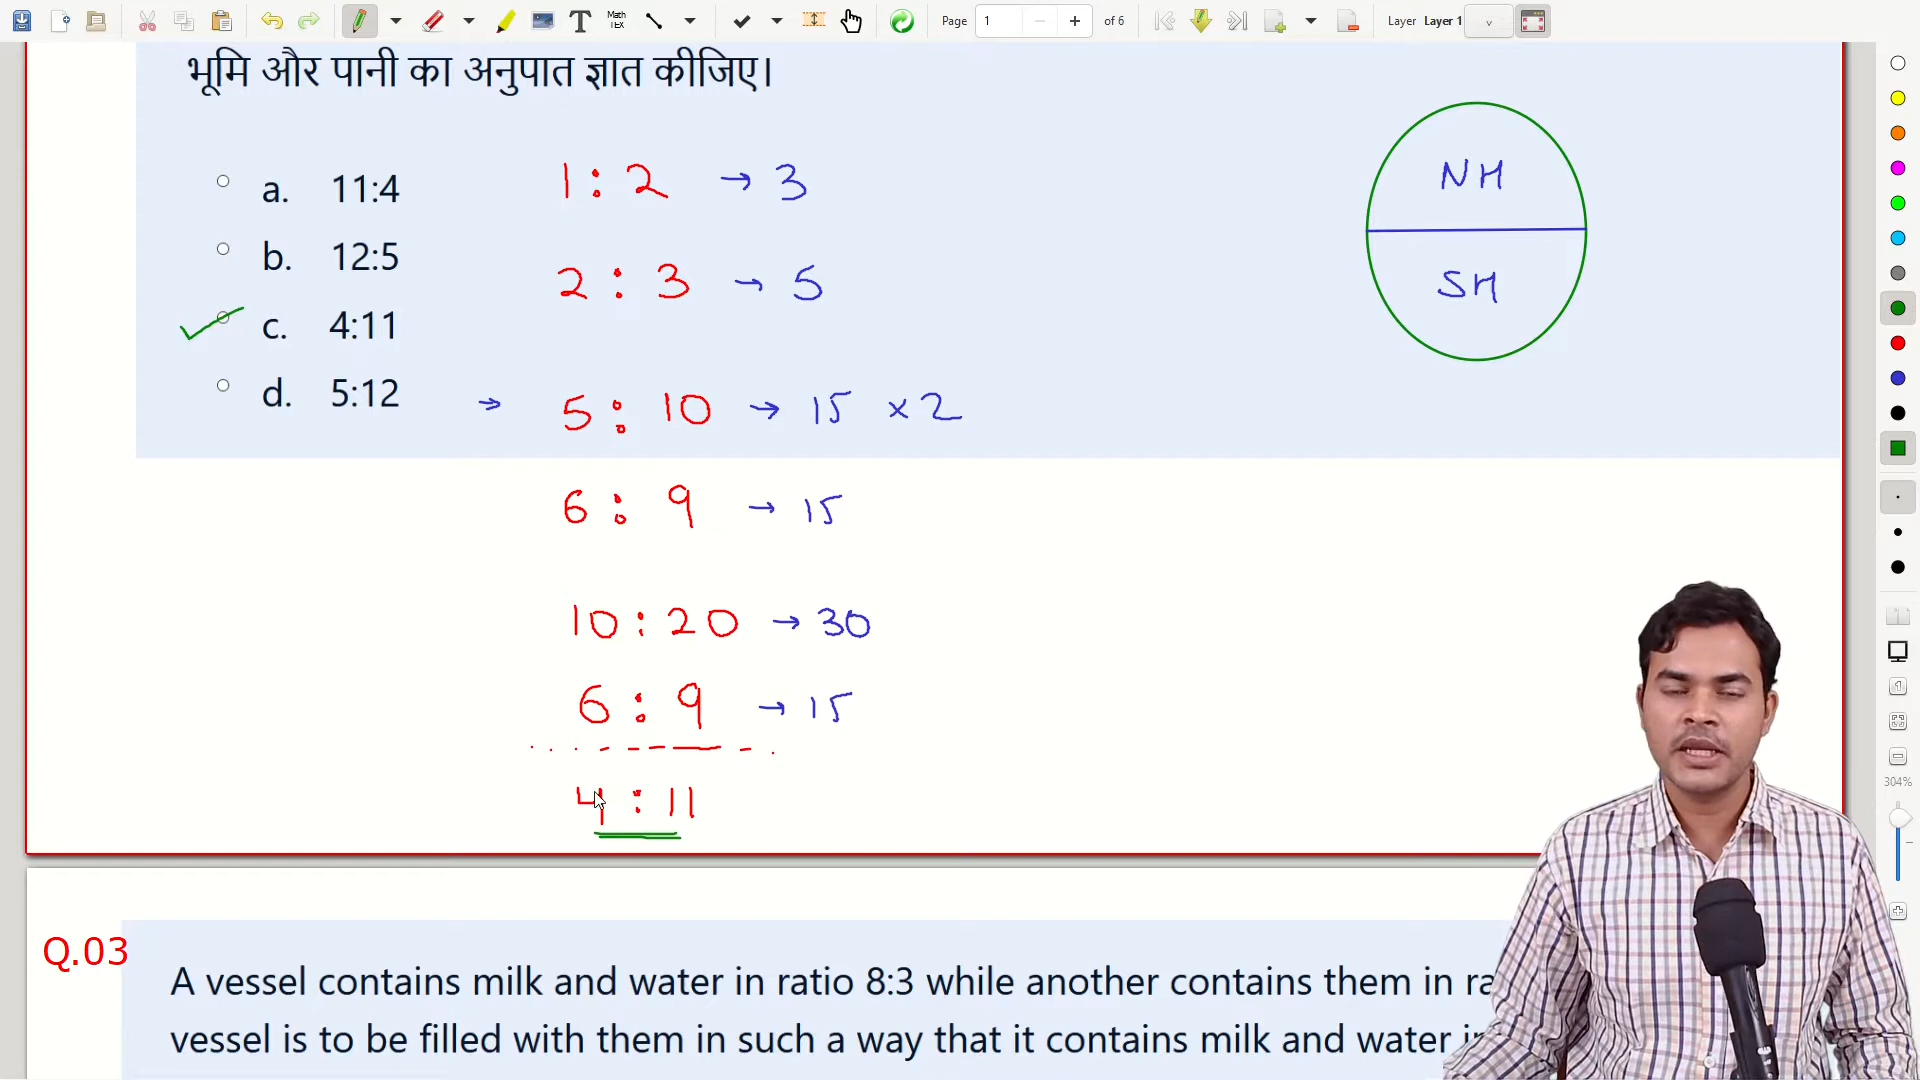 Math
TEX
Page 1 of 6
Layer Layer 1
भूमि और पानी का अनुपात ज्ञात कीजिए।
a. 11:4
b. 12:5
c. 4:11
d. 5:12
1 : 2 → 3
2 : 3 → 5
→ 5 : 10 → 15 × 2
6 : 9 → 15
10 : 20 → 30
6 : 9 → 15
4 : 11
NH
SH
304%
Q.03
A vessel contains milk and water in ratio 8:3 while another contains them in
vessel is to be filled with them in such a way that it contains milk and water